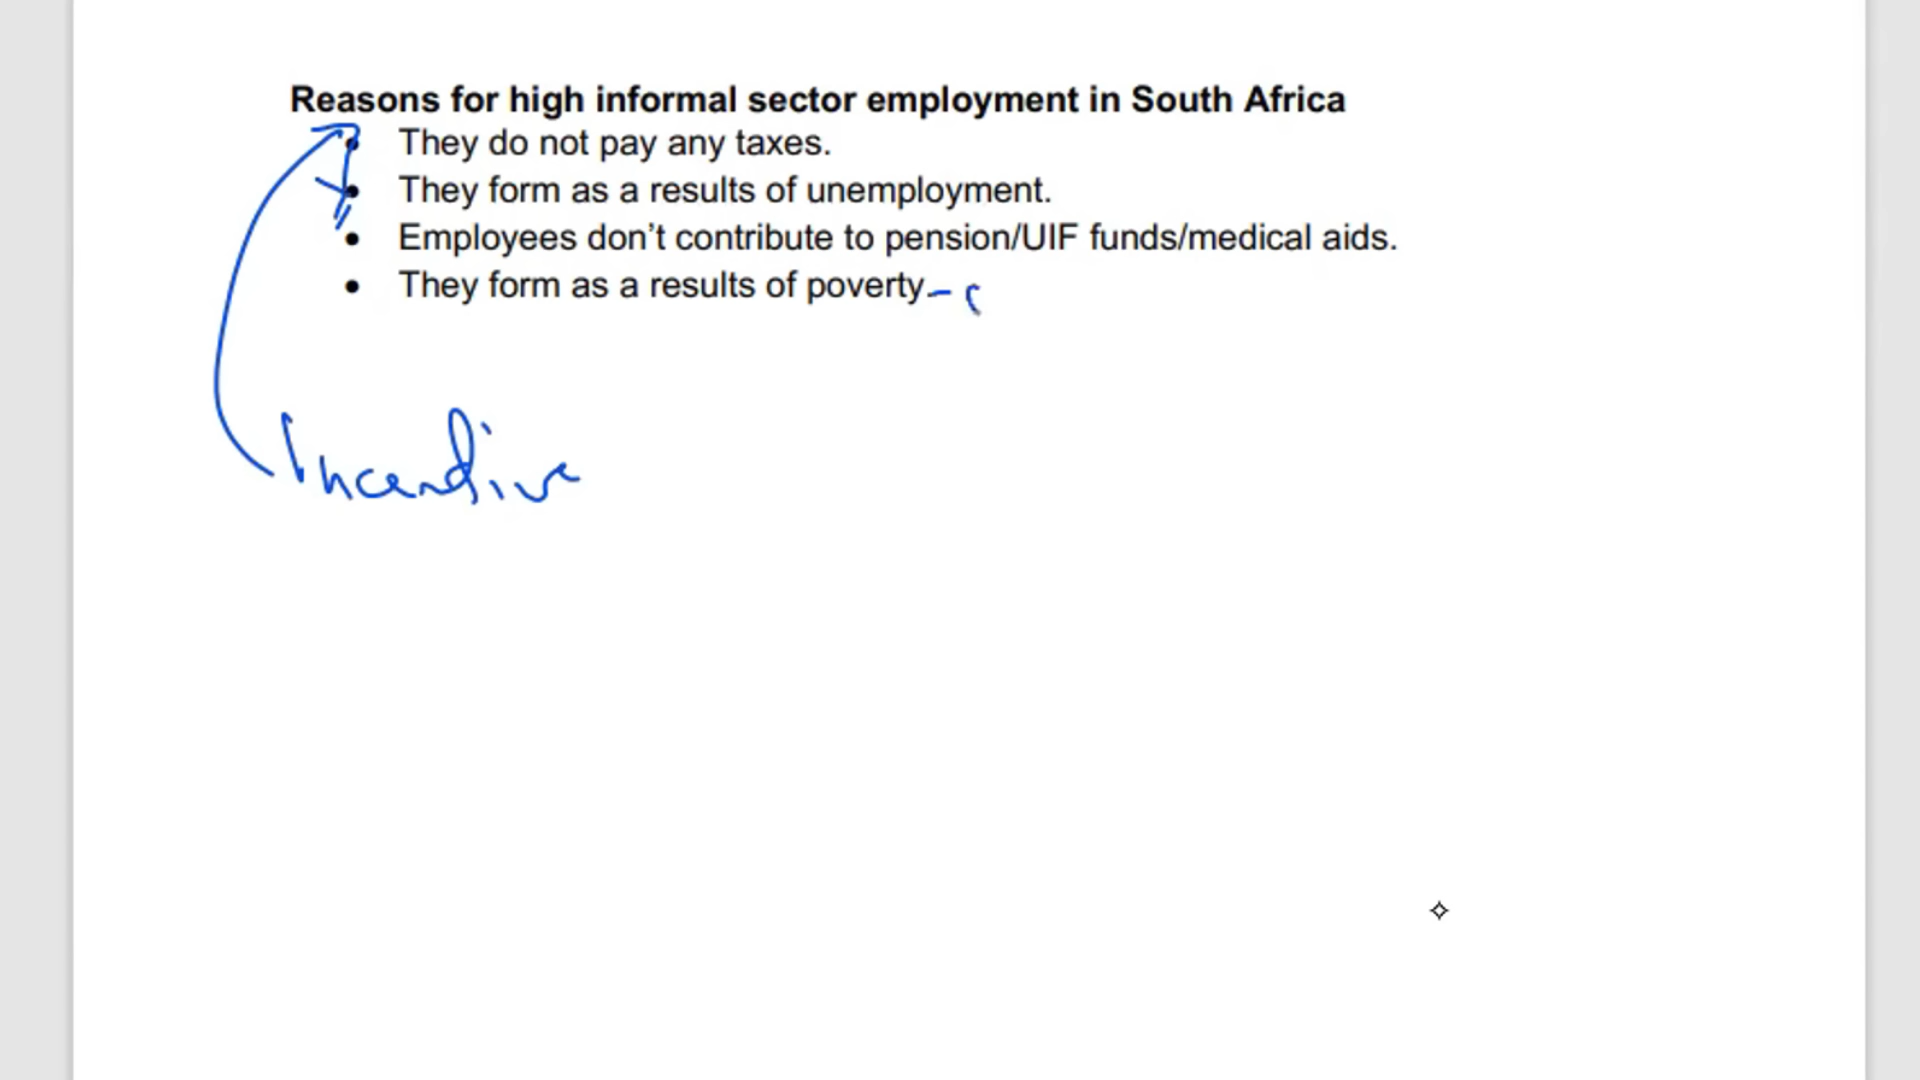 Reasons for high informal sector employment in South Africa
• They do not pay any taxes.
• They form as a results of unemployment.
• Employees don’t contribute to pension/UIF funds/medical aids.
• They form as a results of poverty -
Incentive